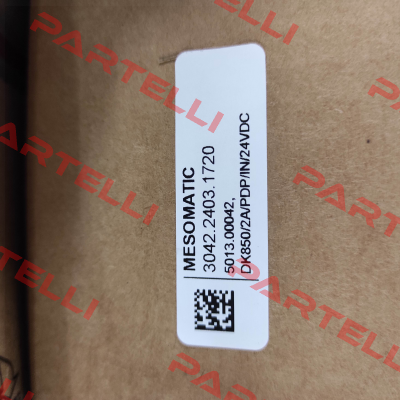 MESOMATIC
3042.2403.1720
5013.00042,
DK850/2A/PDP/IN/24VDC
PARTELLI
PARTELLI
PARTELLI
PARTELLI
PARTELLI